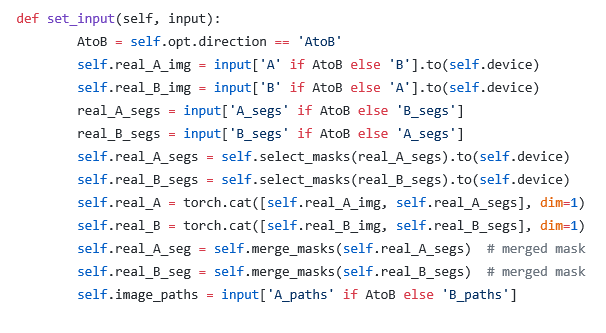 def set_input(self, input):
        AtoB = self.opt.direction == 'AtoB'
        self.real_A_img = input['A' if AtoB else 'B'].to(self.device)
        self.real_B_img = input['B' if AtoB else 'A'].to(self.device)
        real_A_segs = input['A_segs' if AtoB else 'B_segs']
        real_B_segs = input['B_segs' if AtoB else 'A_segs']
        self.real_A_segs = self.select_masks(real_A_segs).to(self.device)
        self.real_B_segs = self.select_masks(real_B_segs).to(self.device)
        self.real_A = torch.cat([self.real_A_img, self.real_A_segs], dim=1)
        self.real_B = torch.cat([self.real_B_img, self.real_B_segs], dim=1)
        self.real_A_seg = self.merge_masks(self.real_A_segs)  # merged mask
        self.real_B_seg = self.merge_masks(self.real_B_segs)  # merged mask
        self.image_paths = input['A_paths' if AtoB else 'B_paths']